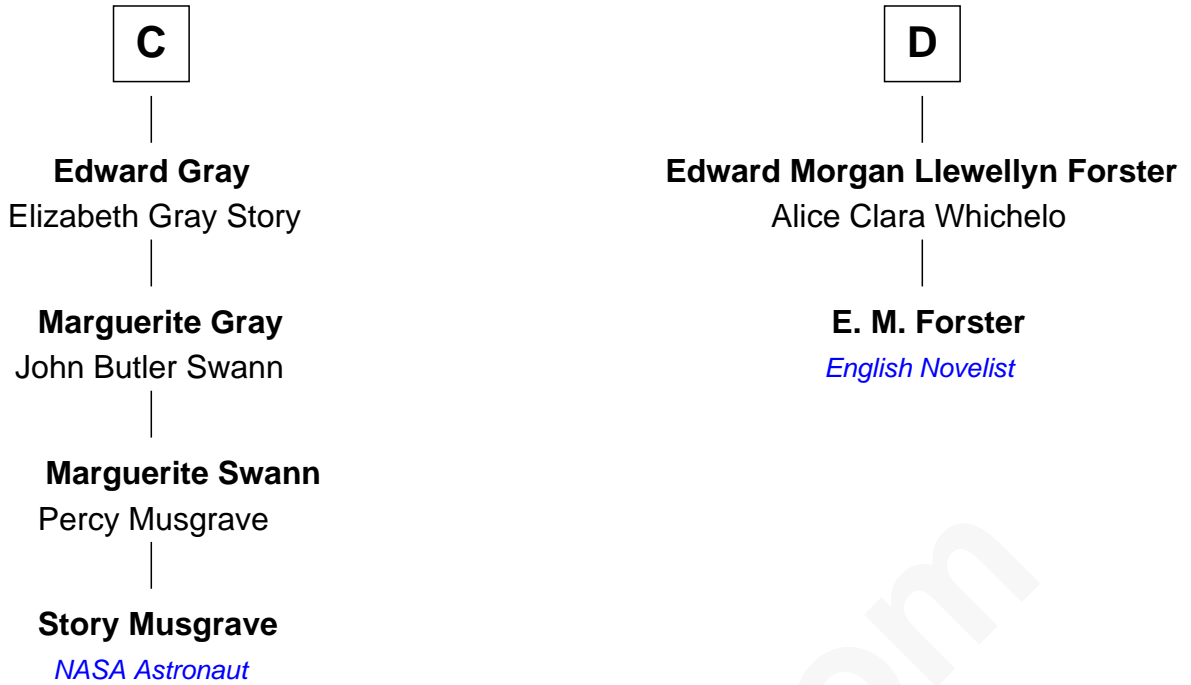 C
Edward Gray
Elizabeth Gray Story
Marguerite Gray
John Butler Swann
Marguerite Swann
Percy Musgrave
Story Musgrave
NASA Astronaut
D
Edward Morgan Llewellyn Forster
Alice Clara Whichelo
E. M. Forster
English Novelist
om